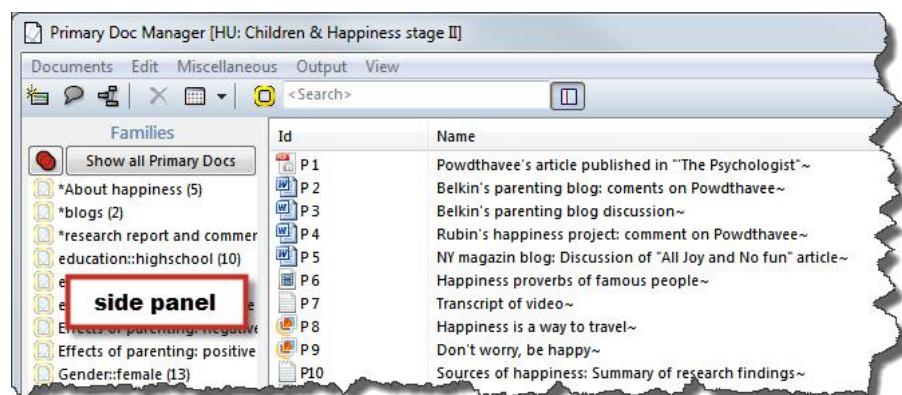 Primary Doc Manager [HU: Children & Happiness stage II]
Documents Edit Miscellaneous Output View
<Search>
Families
Show all Primary Docs
*About happiness (5)
*blogs (2)
*research report and commer
education::highschool (10)
side panel
Effects of parenting: negative
Effects of parenting: positive
Gender::female (13)
Id Name
P 1 Powdthavee's article published in "'The Psychologist"~
P 2 Belkin's parenting blog: coments on Powdthavee~
P 3 Belkin's parenting blog discussion~
P 4 Rubin's happiness project: comment on Powdthavee~
P 5 NY magazin blog: Discussion of "All Joy and No fun" article~
P 6 Happiness proverbs of famous people~
P 7 Transcript of video~
P 8 Happiness is a way to travel~
P 9 Don't worry, be happy~
P10 Sources of happiness: Summary of research findings~